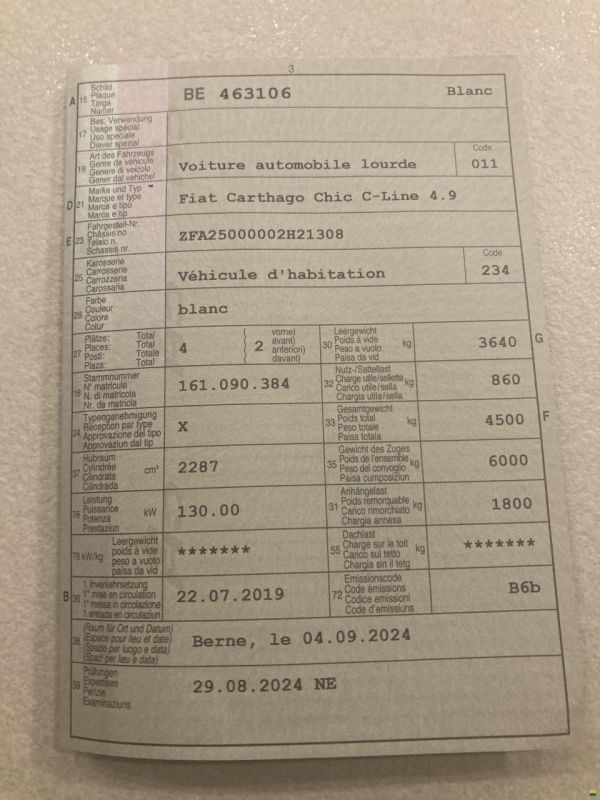 3
A 15 Schild
Plaque
Targa
Numer
BE 463106 Blanc
17 Bes. Verwendung
Usage spécial
Uso speciale
Diever spezial
19 Art des Fahrzeugs
Genre de véhicule
Genere di veicolo
Gener dal vehichel
Voiture automobile lourde
Code
011
D 21 Marke und Typ
Marque et type
Marca e tipo
Marca e tip
Fiat Carthago Chic C-Line 4.9
E 23 Fahrgestell-Nr.
Châssis no
Telaio n.
Schassis nr.
ZFA25000002H21308
25 Karosserie
Carrosserie
Carrozzeria
Carossaria
Véhicule d'habitation
Code
234
26 Farbe
Couleur
Colore
Colur
blanc
27 Plätze: Total
Places: Total
Posti: Totale
Plazs: Total
4 ( 2 vorne)
avant)
anteriori)
davant)
30 Leergewicht
Poids à vide
Peso a vuoto
Paisa da vid
kg
3640 G
18 Stammnummer
N° matricule
N. di matricola
Nr. da matricla
161.090.384
32 Nutz-/Sattellast
Charge utile/sellette
Carico utile/sella
Chargia utila/sella
kg
860
24 Typengenehmigung
Réception par type
Approvazione del tipo
Approvaziun dal tip
X
33 Gesamtgewicht
Poids total
Peso totale
Paisa totala
kg
4500 F
37 Hubraum
Cylindrée
Cilindrata
Cilindrada
cm³
2287
35 Gewicht des Zuges
Poids de l'ensemble
Peso del convoglio
Paisa cumposiziun
kg
6000
76 Leistung
Puissance
Potenza
Prestaziun
kW
130.00
31 Anhängelast
Poids remorquable
Carico rimorchiato
Chargia annexa
kg
1800
78 kW/kg Leergewicht
poids à vide
peso a vuoto
paisa da vid
*******
55 Dachlast
Charge sur le toit
Carico sul tetto
Chargia sin il tetg
kg
*******
B 36 1. Inverkehrsetzung
1re mise en circulation
1a messa in circolazione
1. entrada en circulaziun
22.07.2019
72 Emissionscode
Code émissions
Codice emissioni
Code d'emissiuns
B6b
38 (Raum für Ort und Datum)
(Espace pour lieu et date)
(Spazio per luogo e data)
(Spazi per lieu e data)
Berne, le 04.09.2024
39 Prüfungen
Expertises
Perizie
Examinaziuns
29.08.2024 NE